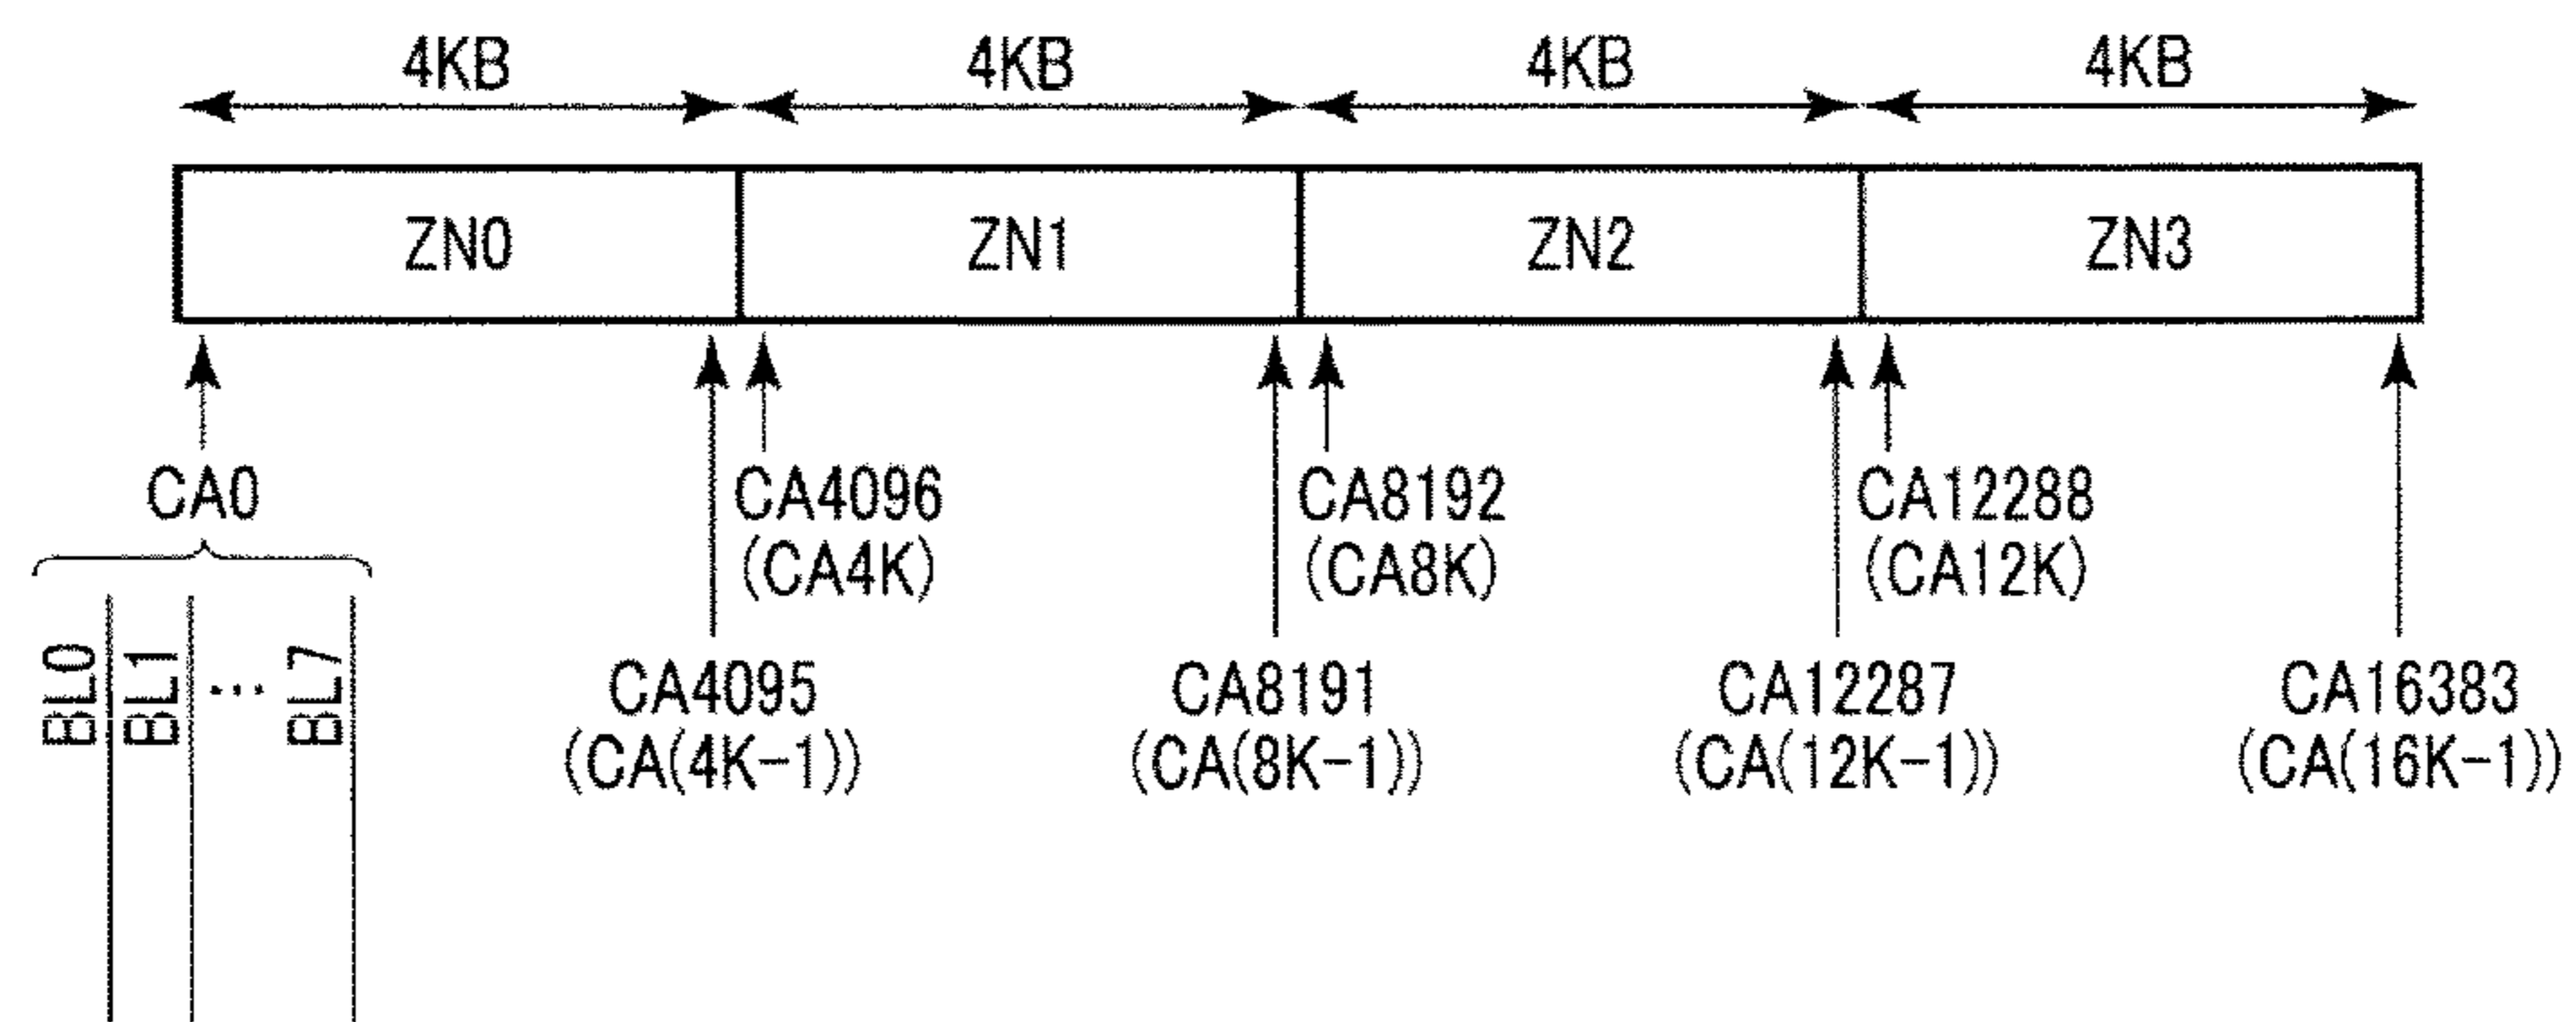 4KB 4KB 4KB 4KB
ZN0 ZN1 ZN2 ZN3
CA0 CA4096 CA8192 CA12288
(CA4K) (CA8K) (CA12K)
BL0 BL1 ... BL7
CA4095 CA8191 CA12287 CA16383
(CA(4K-1)) (CA(8K-1)) (CA(12K-1)) (CA(16K-1))